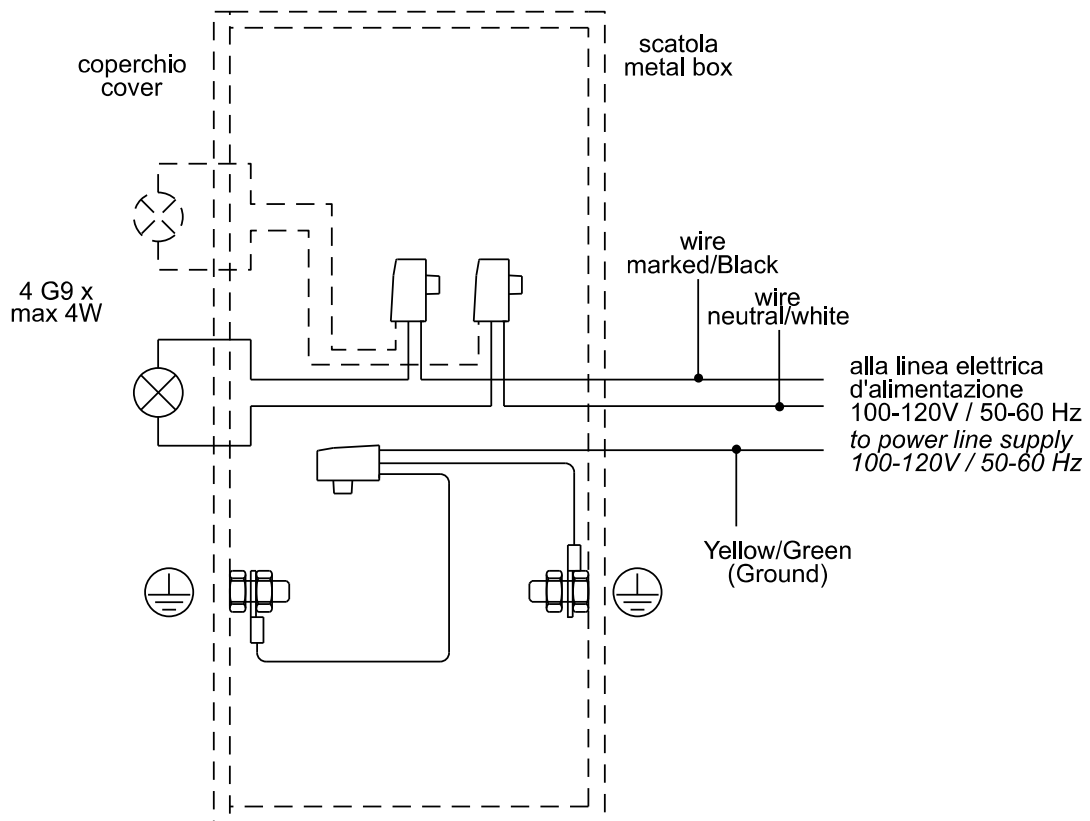 coperchio
cover
scatola
metal box
wire
marked/Black
wire
neutral/white
4 G9 x
max 4W
alla linea elettrica
d'alimentazione
100-120V / 50-60 Hz
to power line supply
100-120V / 50-60 Hz
Yellow/Green
(Ground)